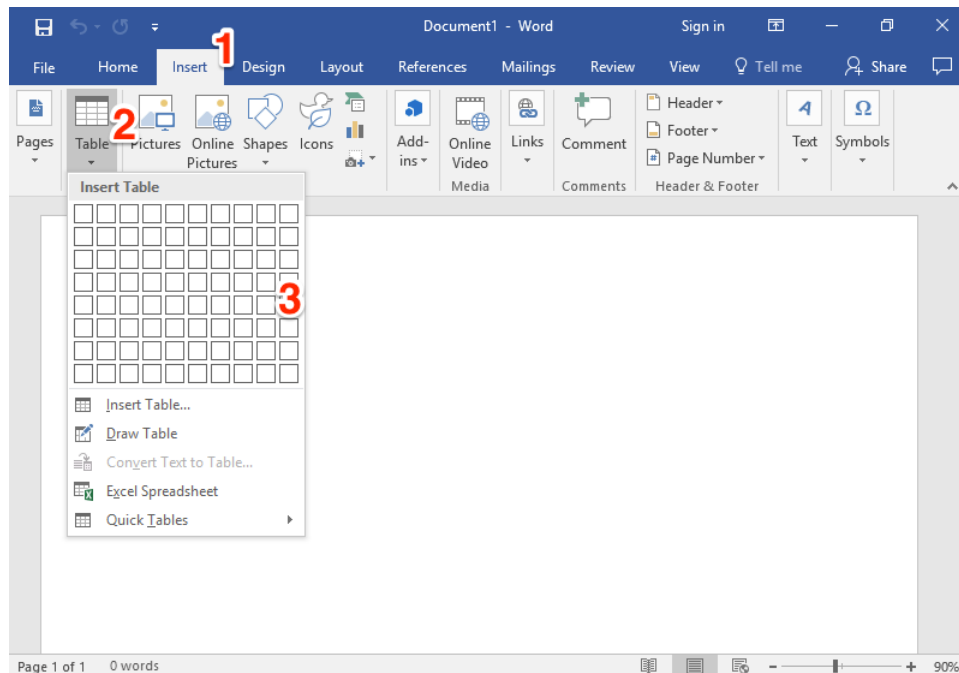 Document1 - Word
Sign in
1
File Home Insert Design Layout References Mailings Review View Tell me Share
2
Pages
Table
Pictures
Online
Pictures
Shapes
Icons
Add-
ins
Online
Video
Links
Comment
Header
Footer
Page Number
Text
Symbols
Media
Comments
Header & Footer
Insert Table
3
Insert Table...
Draw Table
Convert Text to Table...
Excel Spreadsheet
Quick Tables
Page 1 of 1 0 words
90%